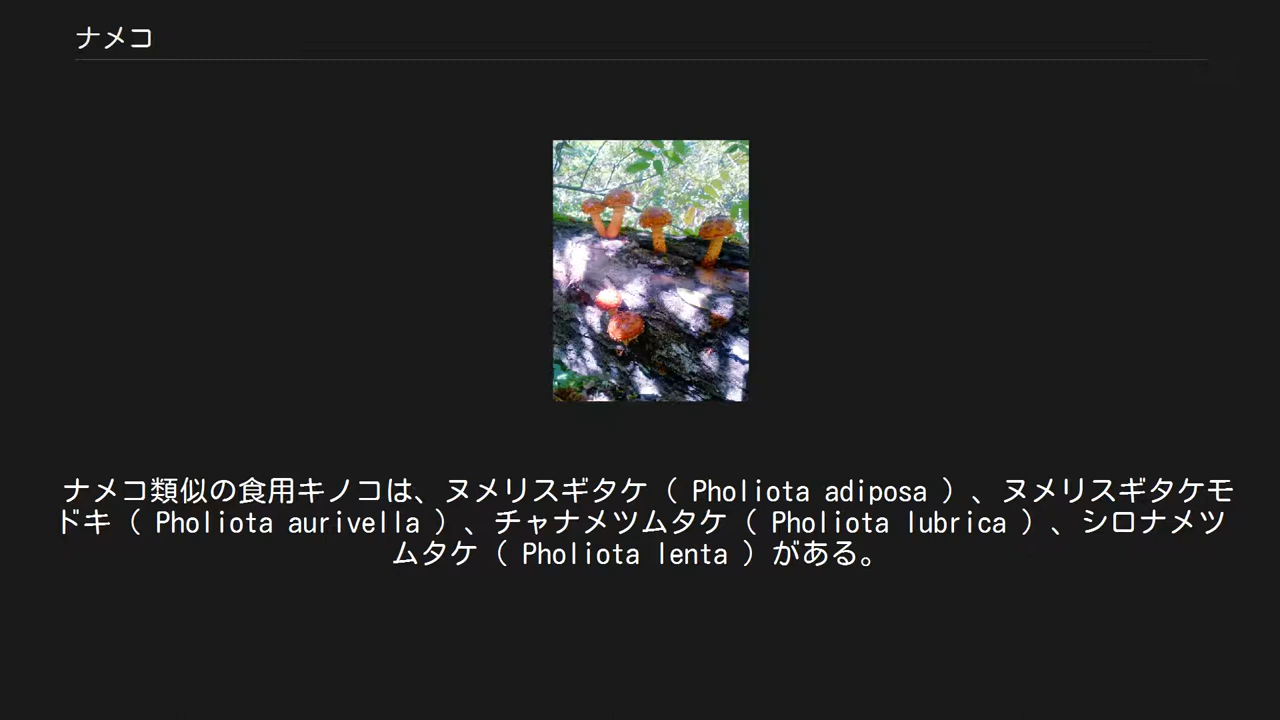 ナメコ
ナメコ類似の食用キノコは、ヌメリスギタケ（ Pholiota adiposa ）、ヌメリスギタケモ
ドキ（ Pholiota aurivella ）、チャナメツムタケ（ Pholiota lubrica ）、シロナメツ
ムタケ（ Pholiota lenta ）がある。